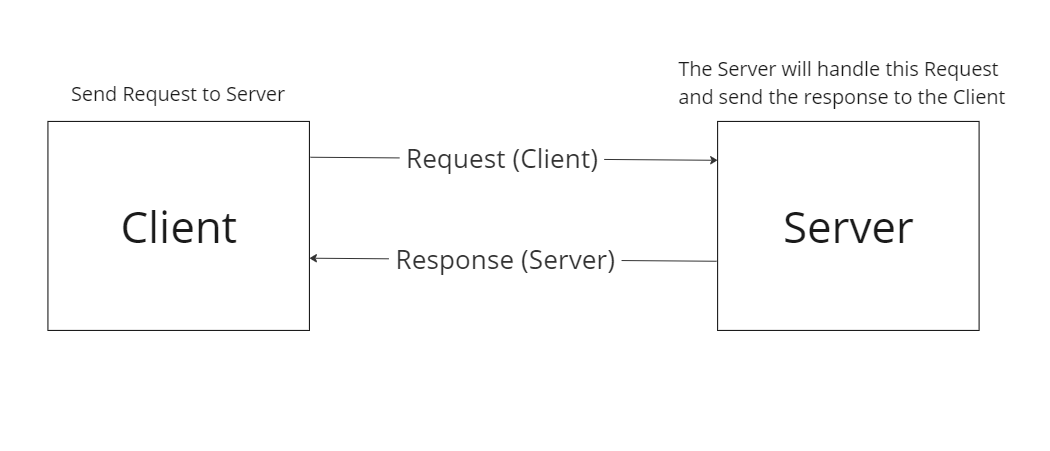 Send Request to Server
The Server will handle this Request
and send the response to the Client
Request (Client)
Client
Server
Response (Server)